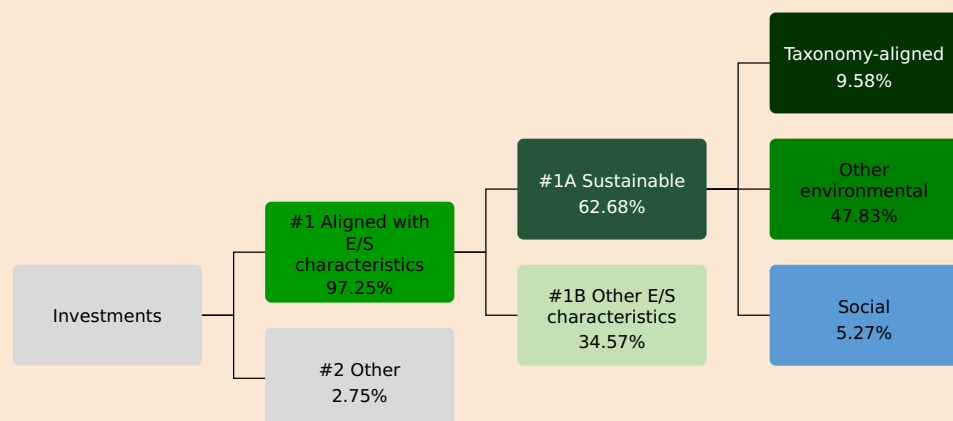 Investments
#1 Aligned with
E/S
characteristics
97.25%
#2 Other
2.75%
#1A Sustainable
62.68%
#1B Other E/S
characteristics
34.57%
Taxonomy-aligned
9.58%
Other
environmental
47.83%
Social
5.27%